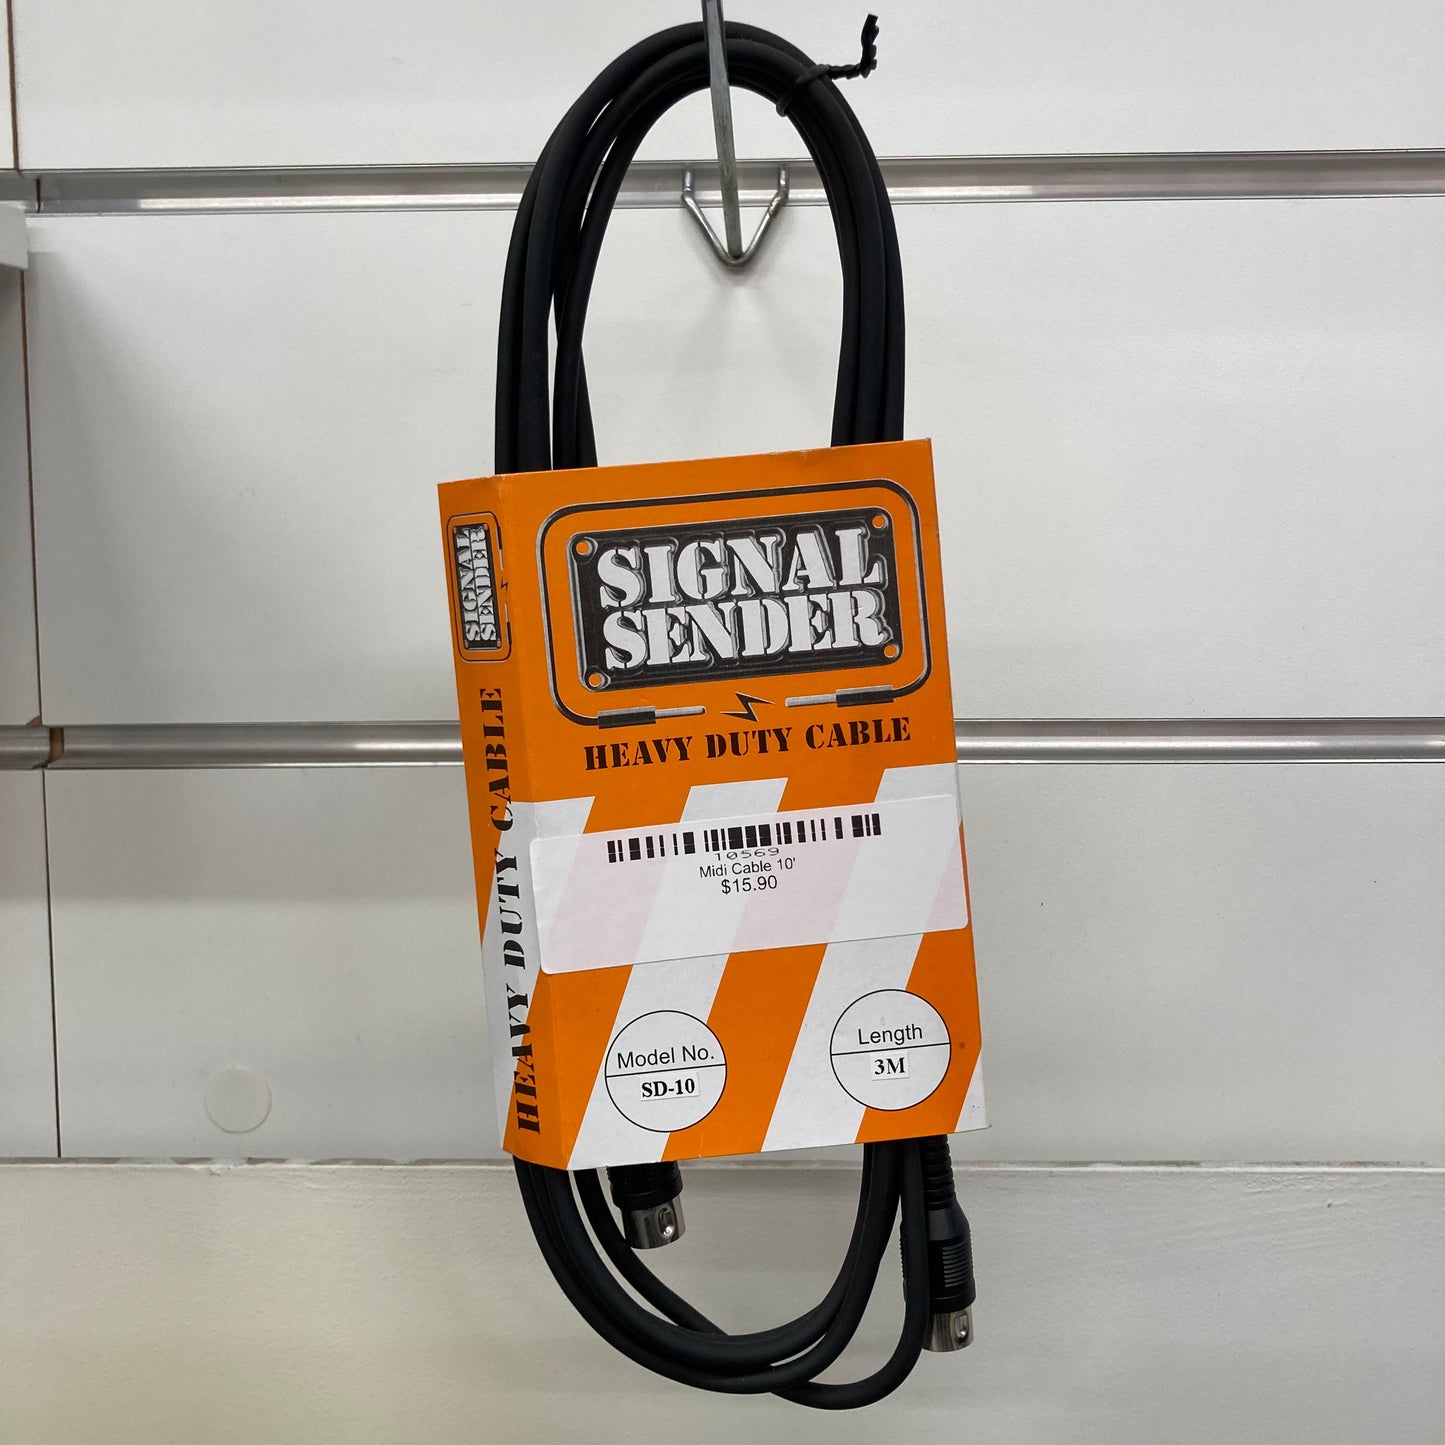 SIGNAL
SENDER
HEAVY DUTY CABLE
SIGNAL
SENDER
HEAVY DUTY CABLE
10569
Midi Cable 10'
$15.90
Model No.
SD-10
Length
3M